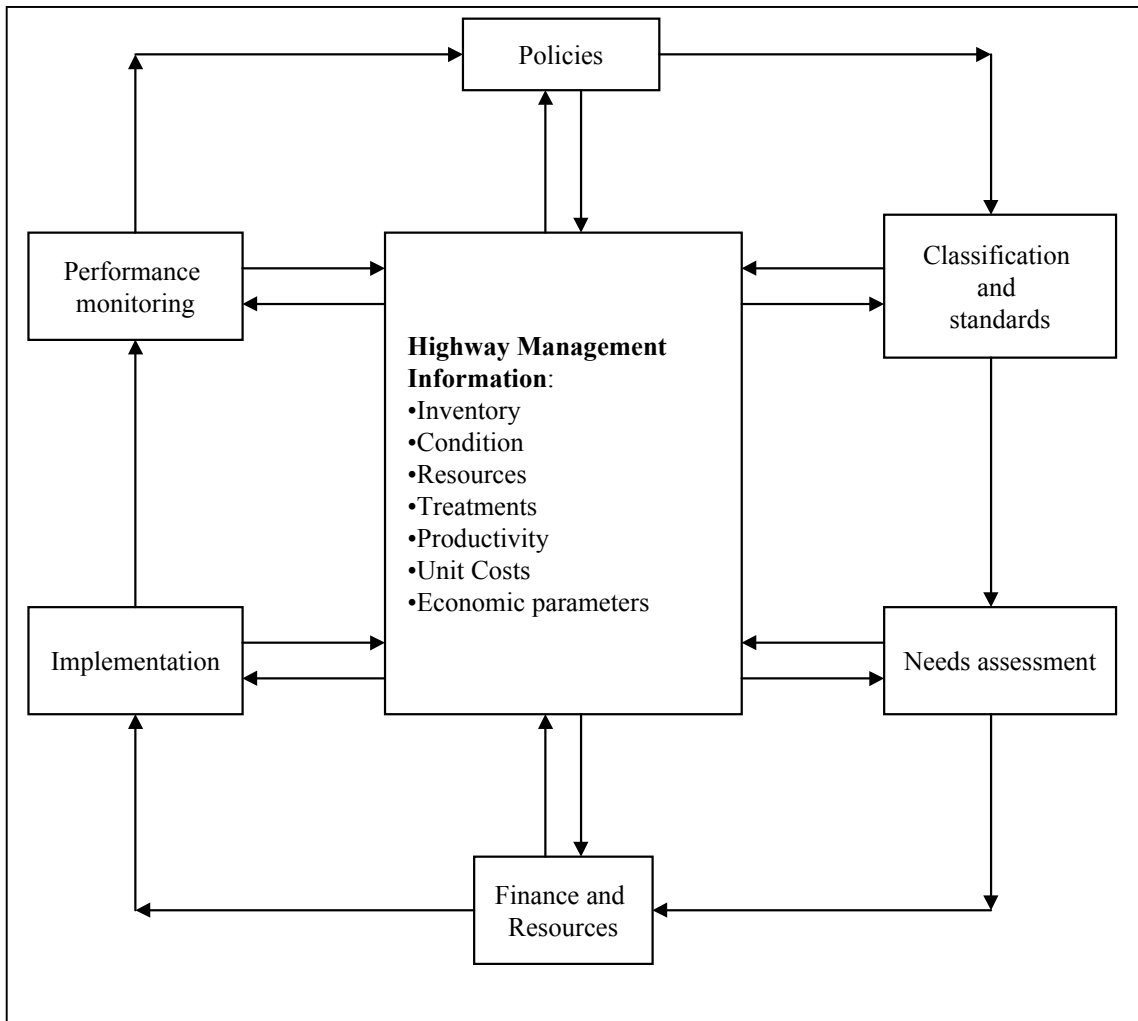 Policies
Performance
monitoring
Classification
and
standards
Highway Management
Information:
•Inventory
•Condition
•Resources
•Treatments
•Productivity
•Unit Costs
•Economic parameters
Implementation
Needs assessment
Finance and
Resources